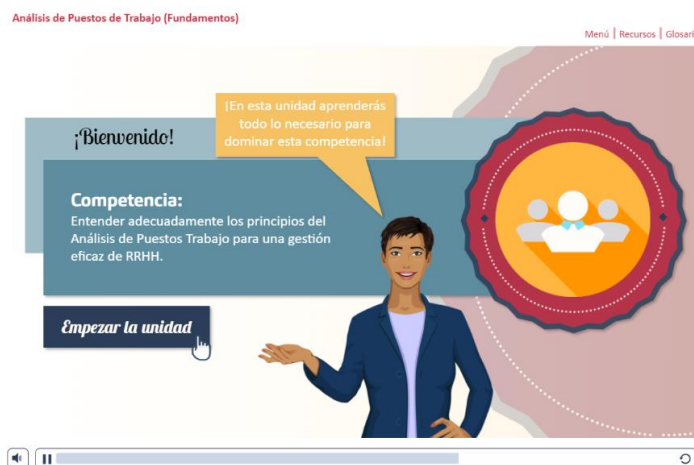 Análisis de Puestos de Trabajo (Fundamentos)
Menú | Recursos | Glosari
¡En esta unidad aprenderás
todo lo necesario para
dominar esta competencia!
¡Bienvenido!
Competencia:
Entender adecuadamente los principios del
Análisis de Puestos Trabajo para una gestión
eficaz de RRHH.
Empezar la unidad